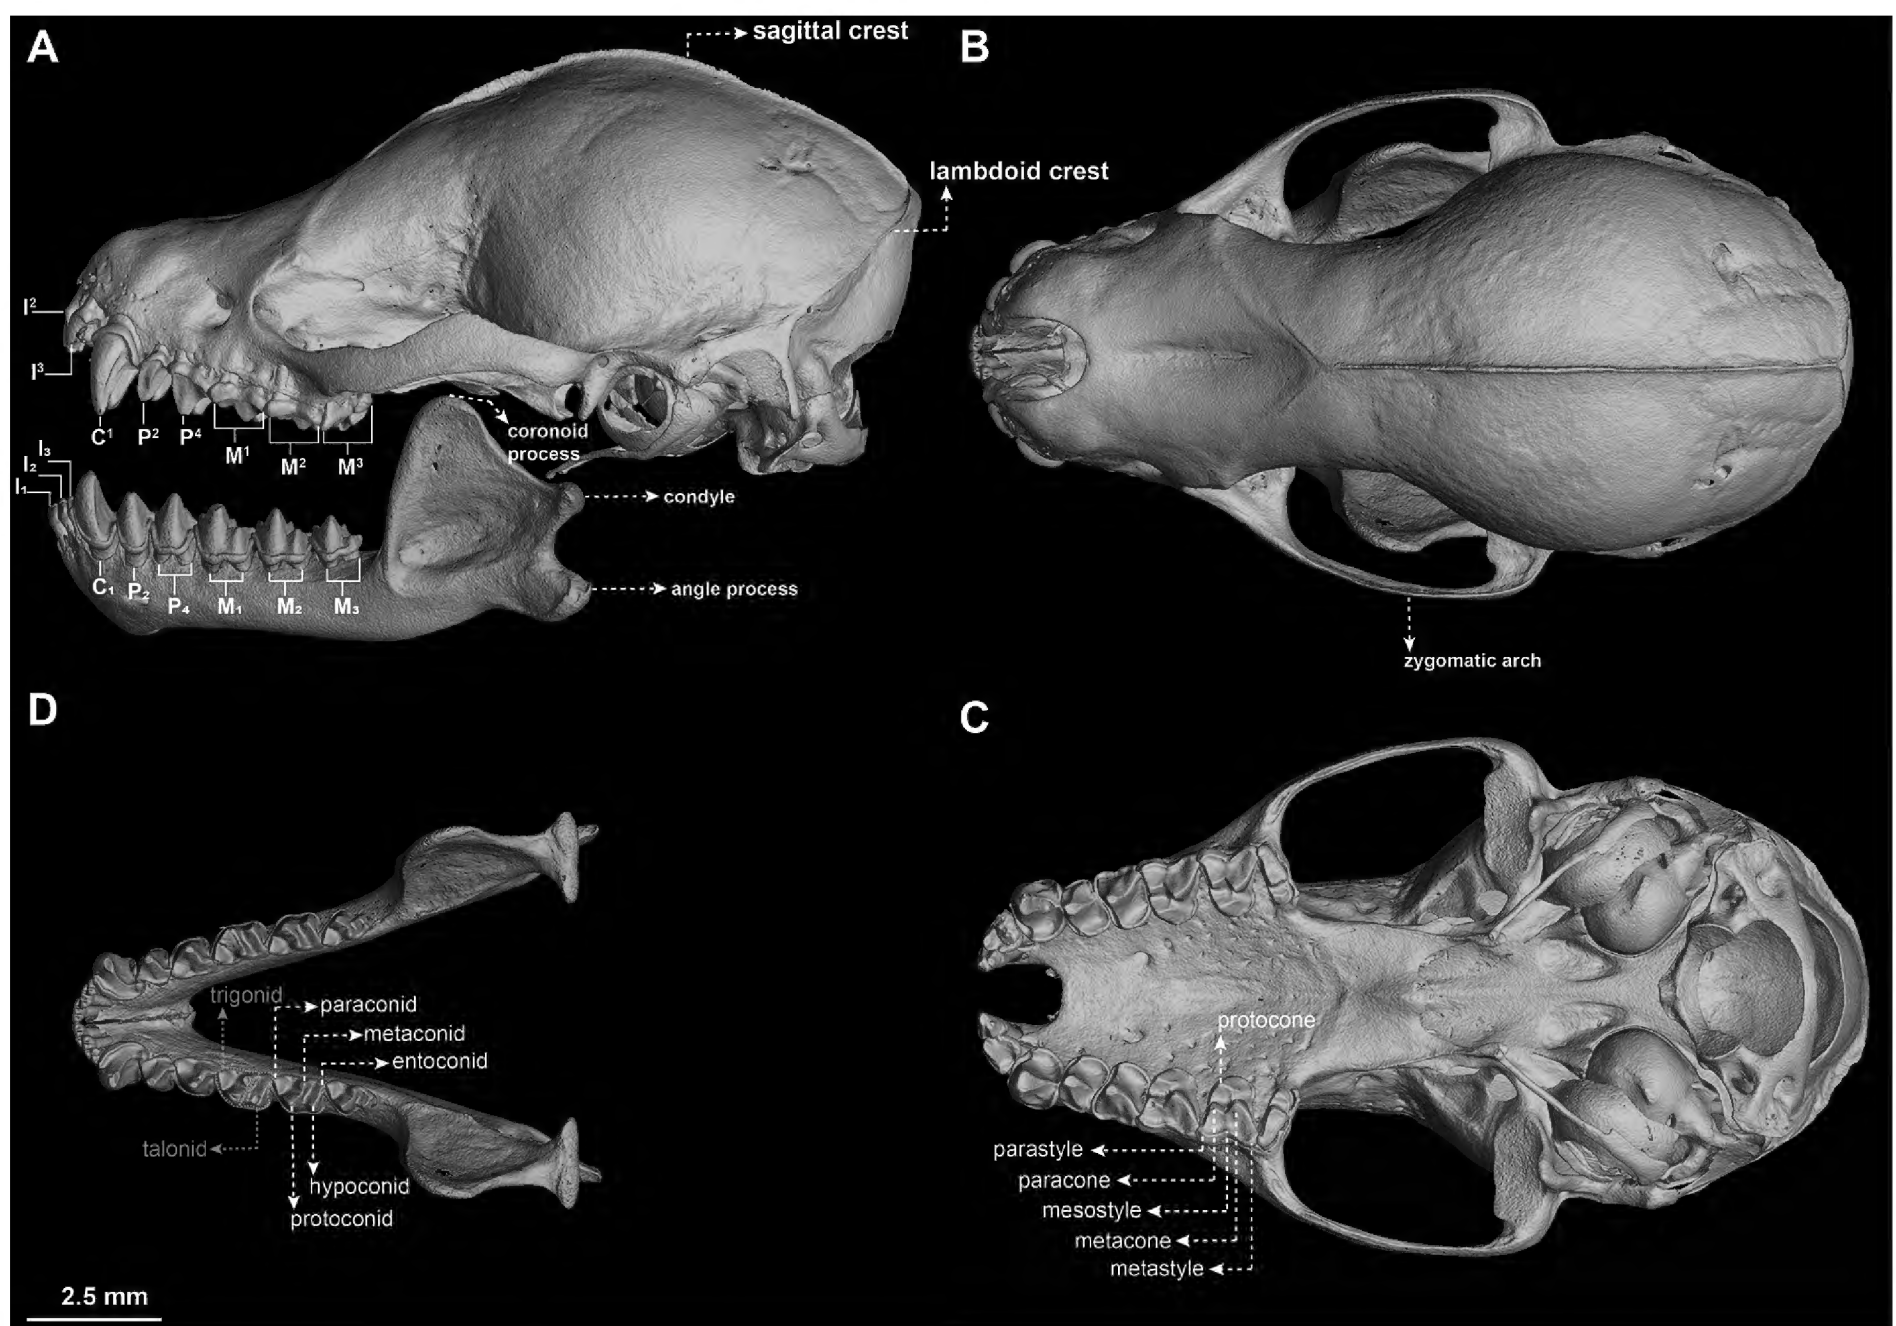 A
sagittal crest
B
lambdoid crest
I²
I³
C¹
P²
P⁴
M¹
M²
M³
coronoid
process
I₃
I₂
I₁
condyle
C₁
P₂
P₄
M₁
M₂
M₃
angle process
zygomatic arch
D
C
trigonid
paraconid
metaconid
entoconid
talonid
hypoconid
protoconid
protocone
parastyle
paracone
mesostyle
metacone
metastyle
2.5 mm